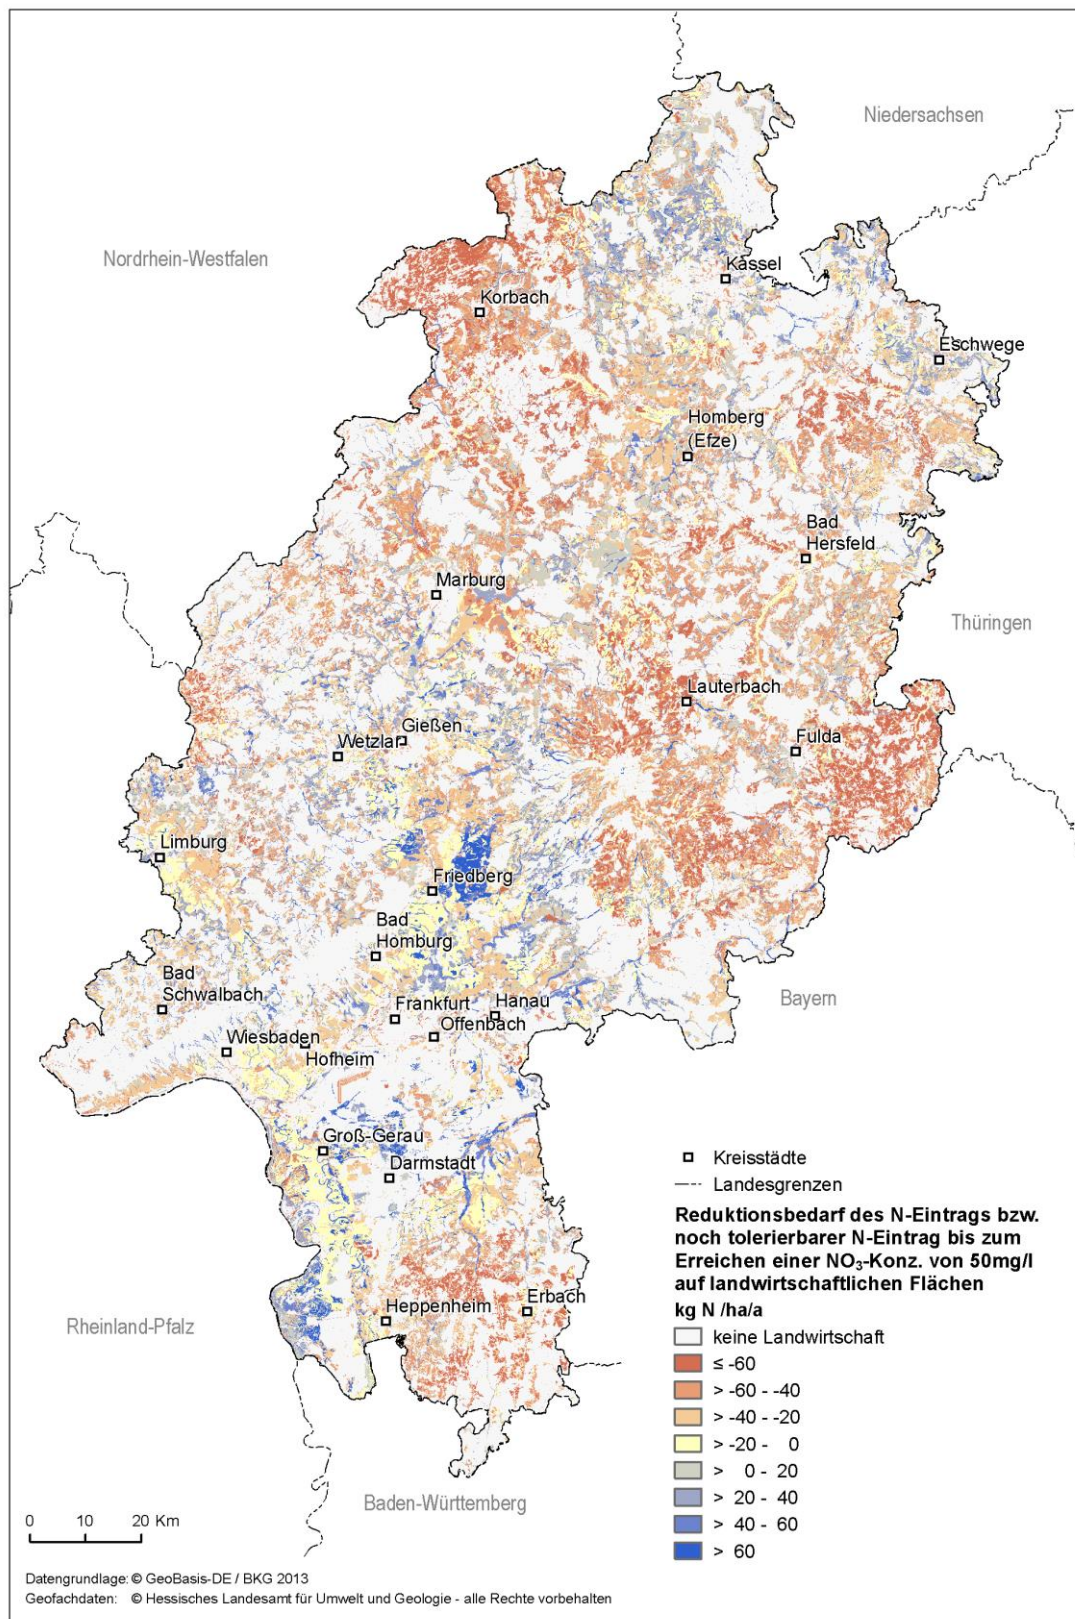 Niedersachsen
Nordrhein-Westfalen
Kassel
Korbach
Eschwege
Homberg
(Efze)
Bad
Hersfeld
Marburg
Thüringen
Lauterbach
Gießen
Wetzlar
Fulda
Limburg
Friedberg
Bad
Homburg
Bad
Schwalbach
Bayern
Frankfurt
Hanau
Offenbach
Wiesbaden
Hofheim
Groß-Gerau
Darmstadt
Kreisstädte
Landesgrenzen
Reduktionsbedarf des N-Eintrags bzw.
noch tolerierbarer N-Eintrag bis zum
Erreichen einer NO₃-Konz. von 50mg/l
auf landwirtschaftlichen Flächen
kg N /ha/a
Erbach
Heppenheim
Rheinland-Pfalz
keine Landwirtschaft
≤ -60
> -60 - -40
> -40 - -20
> -20 - 0
> 0 - 20
> 20 - 40
> 40 - 60
> 60
Baden-Württemberg
0 10 20 Km
Datengrundlage: © GeoBasis-DE / BKG 2013
Geofachdaten: © Hessisches Landesamt für Umwelt und Geologie - alle Rechte vorbehalten